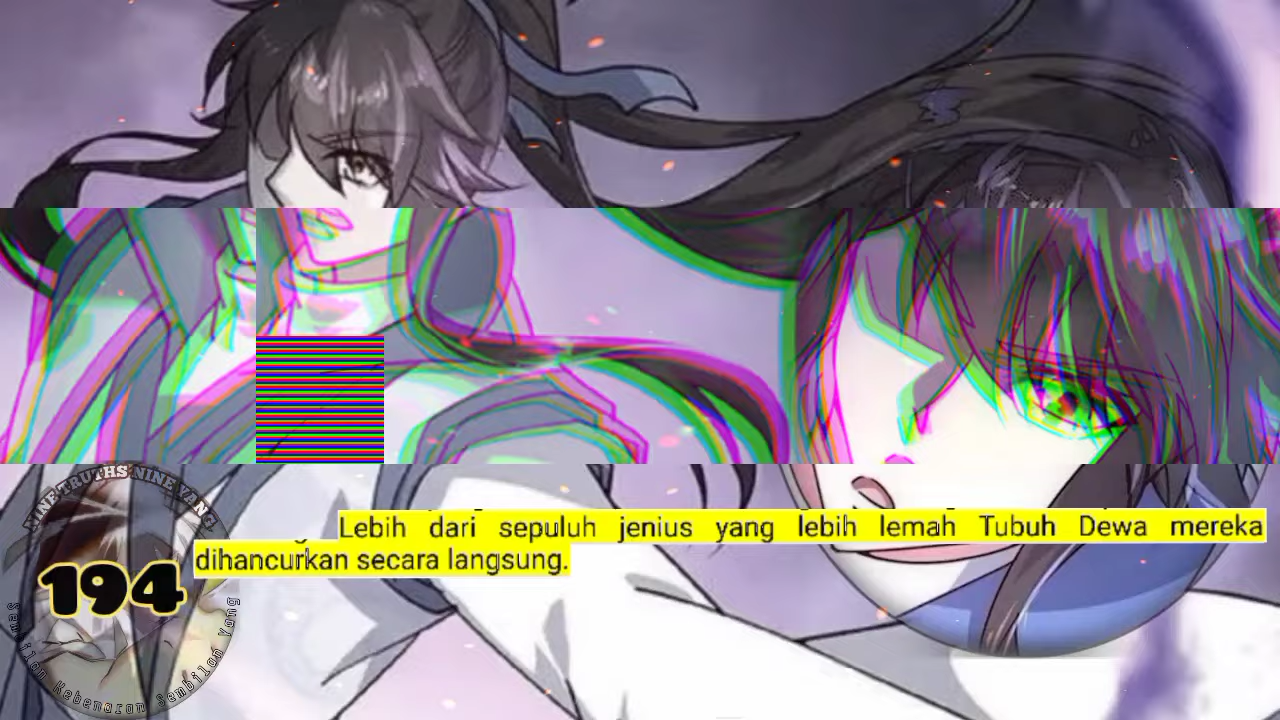 NINE TRUTHS NINE YANG
194
Sembilan Kebenaran Sembilan Yang
Lebih dari sepuluh jenius yang lebih lemah Tubuh Dewa mereka
dihancurkan secara langsung.